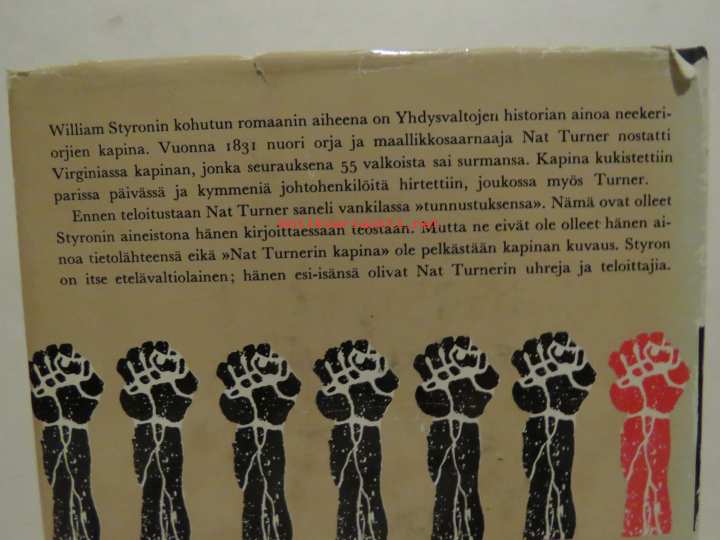 William Styronin kohutun romaanin aiheena on Yhdysvaltojen historian ainoa neekeri-
orjien kapina. Vuonna 1831 nuori orja ja maallikkosaarnaaja Nat Turner nostatti
Virginiassa kapinan, jonka seurauksena 55 valkoista sai surmansa. Kapina kukistettiin
parissa päivässä ja kymmeniä johtohenkilöitä hirtettiin, joukossa myös Turner.
Ennen teloitustaan Nat Turner saneli vankilassa »tunnustuksensa». Nämä ovat olleet
Styronin aineistona hänen kirjoittaessaan teostaan. Mutta ne eivät ole olleet hänen ai-
noa tietolähteensä eikä »Nat Turnerin kapina» ole pelkästään kapinan kuvaus. Styron
on itse etelävaltiolainen; hänen esi-isänsä olivat Nat Turnerin uhreja ja teloittajia.